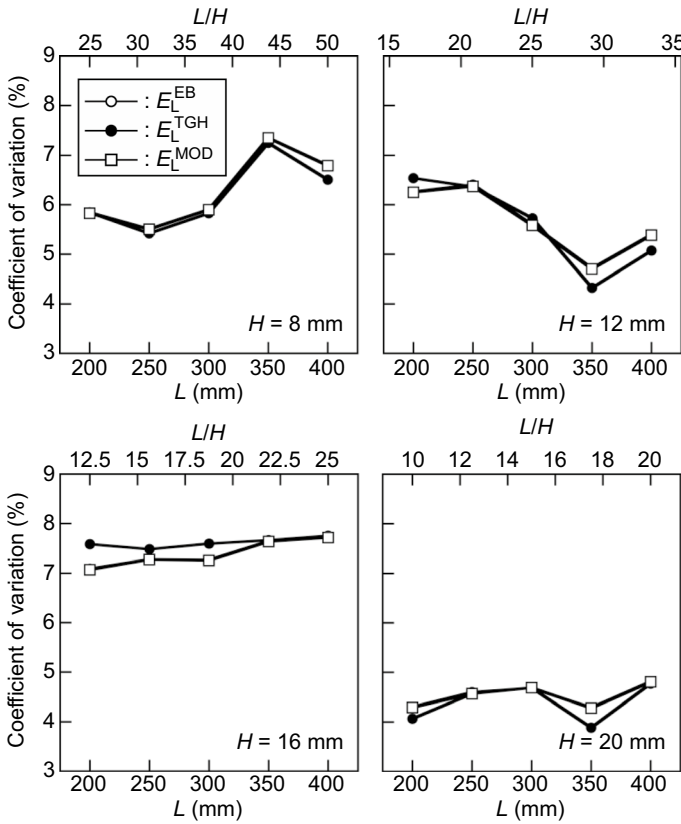 L/H
25 30 35 40 45 50
9
8
7
6
5
4
3
Coefficient of variation (%)
: E_L^EB
: E_L^TGH
: E_L^MOD
H = 8 mm
200 250 300 350 400
L (mm)
L/H
15 20 25 30 35
H = 12 mm
200 250 300 350 400
L (mm)
L/H
12.5 15 17.5 20 22.5 25
9
8
7
6
5
4
3
Coefficient of variation (%)
H = 16 mm
200 250 300 350 400
L (mm)
L/H
10 12 14 16 18 20
H = 20 mm
200 250 300 350 400
L (mm)